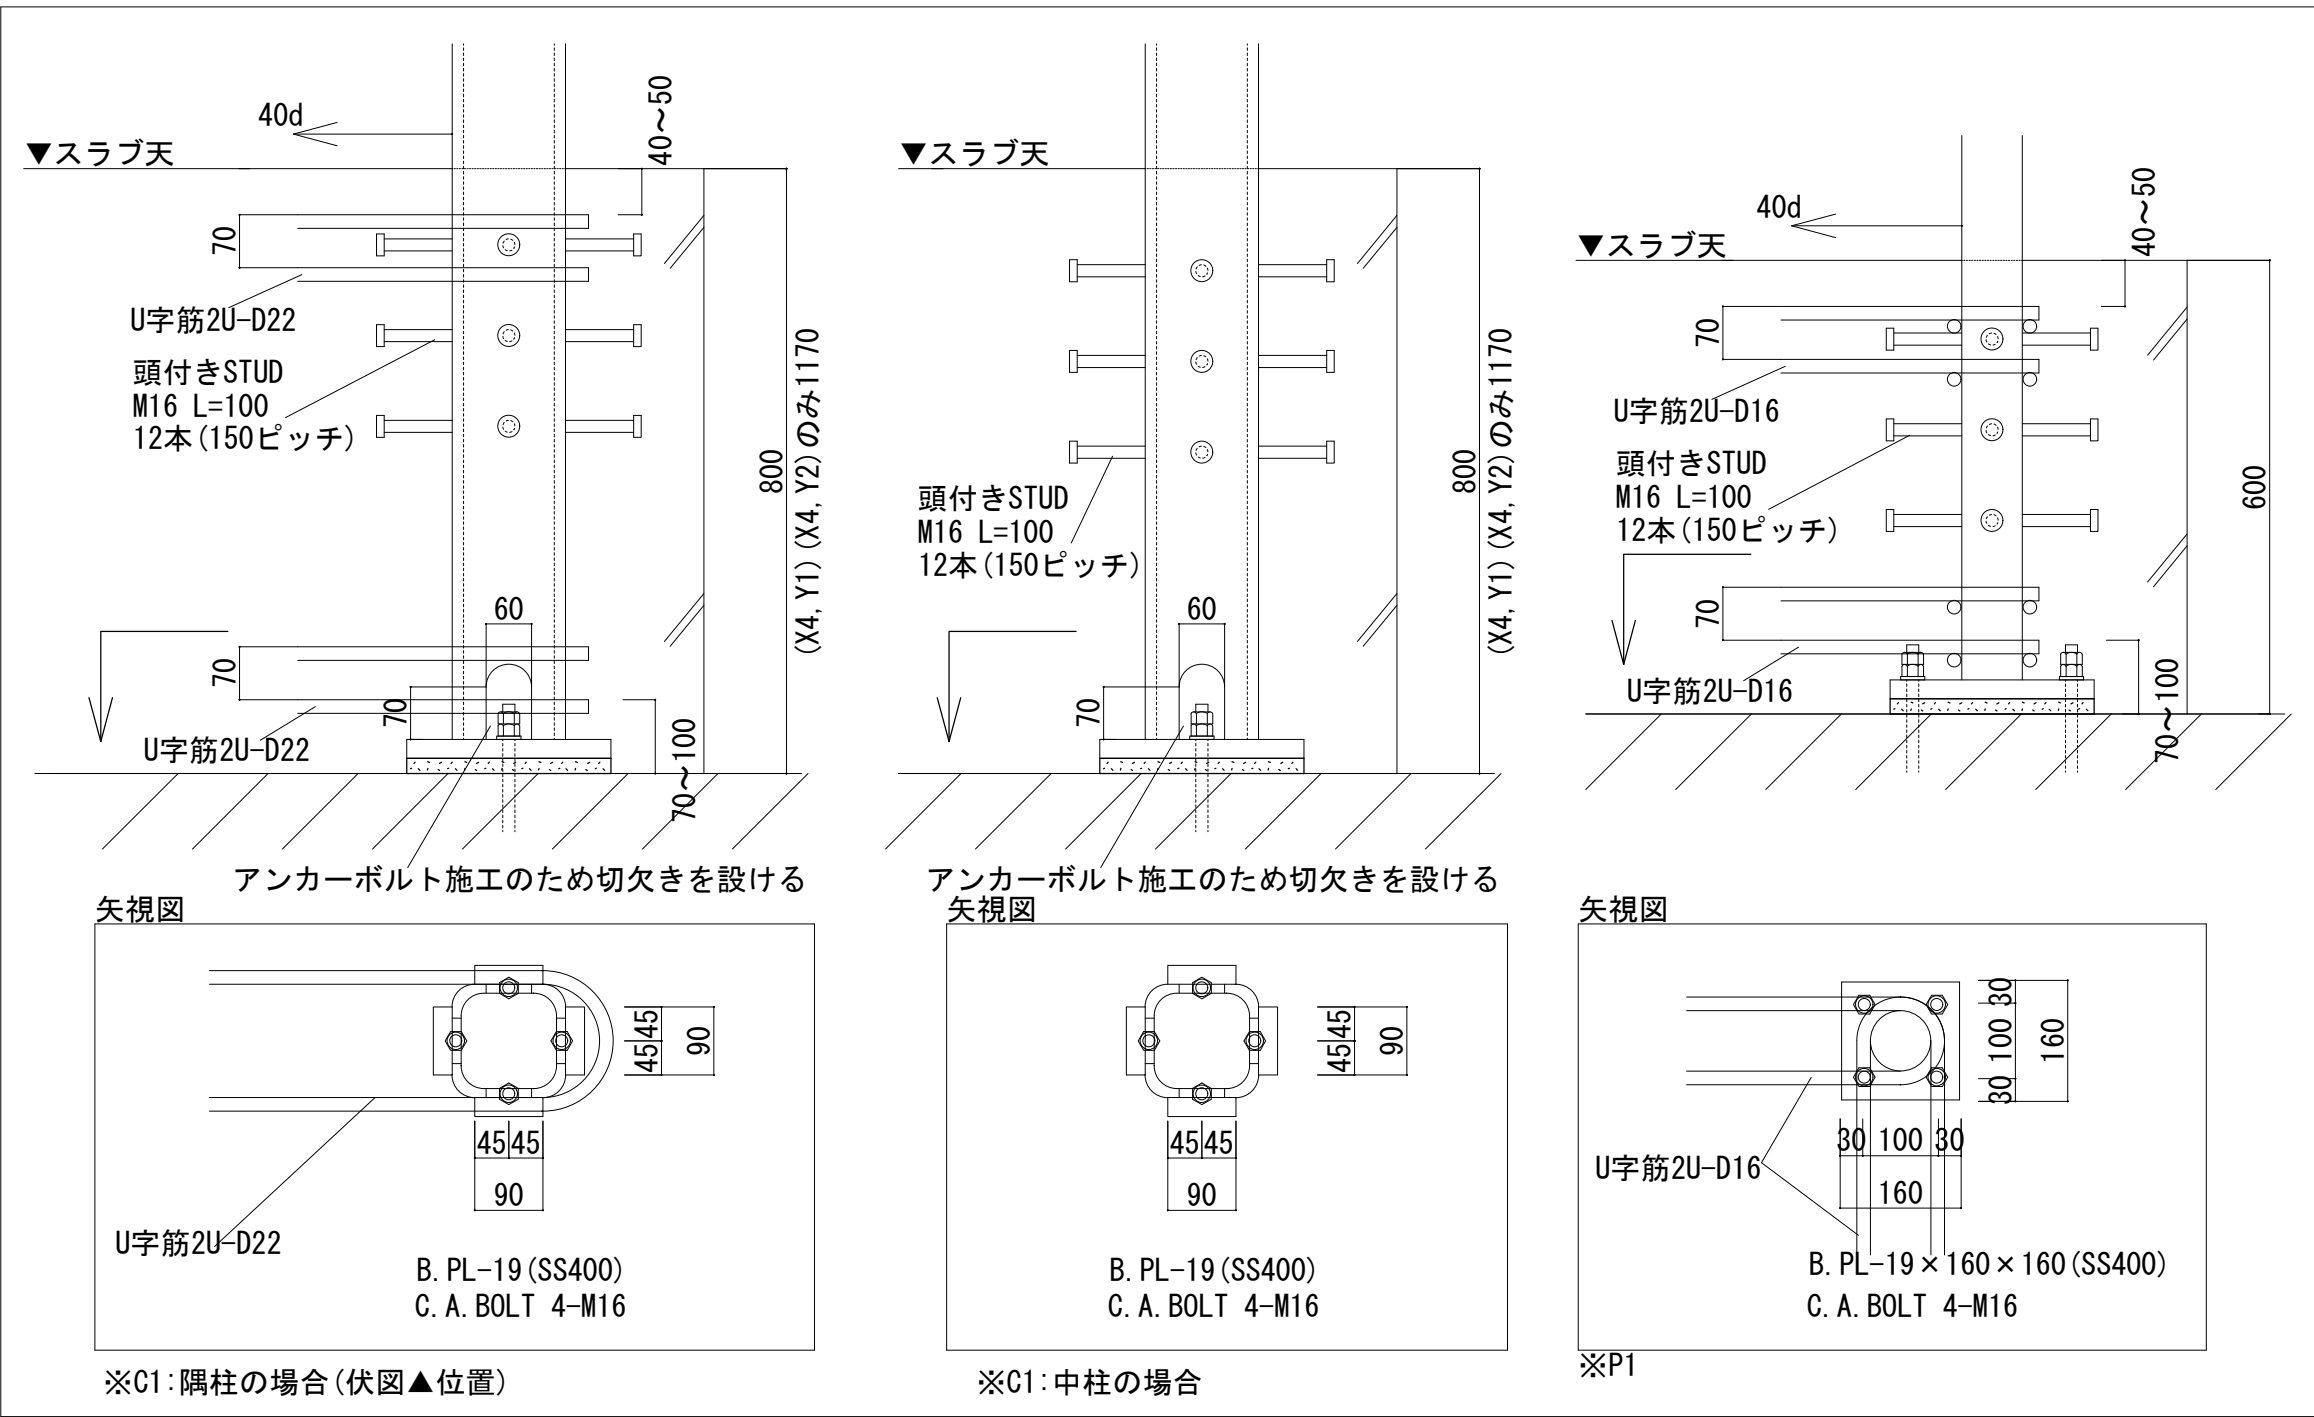 40d
▼スラブ天
40〜50
70
U字筋2U-D22
頭付きSTUD
M16 L=100
12本(150ピッチ)
800
(X4,Y1)(X4,Y2)のみ1170
60
70
70
U字筋2U-D22
70〜100
アンカーボルト施工のため切欠きを設ける
矢視図
45
45
90
45
45
90
U字筋2U-D22
B.PL-19(SS400)
C.A.BOLT 4-M16
※C1:隅柱の場合(伏図▲位置)
▼スラブ天
頭付きSTUD
M16 L=100
12本(150ピッチ)
800
(X4,Y1)(X4,Y2)のみ1170
60
70
アンカーボルト施工のため切欠きを設ける
矢視図
45
45
90
45
45
90
B.PL-19(SS400)
C.A.BOLT 4-M16
※C1:中柱の場合
40d
▼スラブ天
40〜50
70
U字筋2U-D16
頭付きSTUD
M16 L=100
12本(150ピッチ)
600
70
U字筋2U-D16
70〜100
矢視図
30
100
30
160
30
100
30
160
U字筋2U-D16
B.PL-19×160×160(SS400)
C.A.BOLT 4-M16
※P1